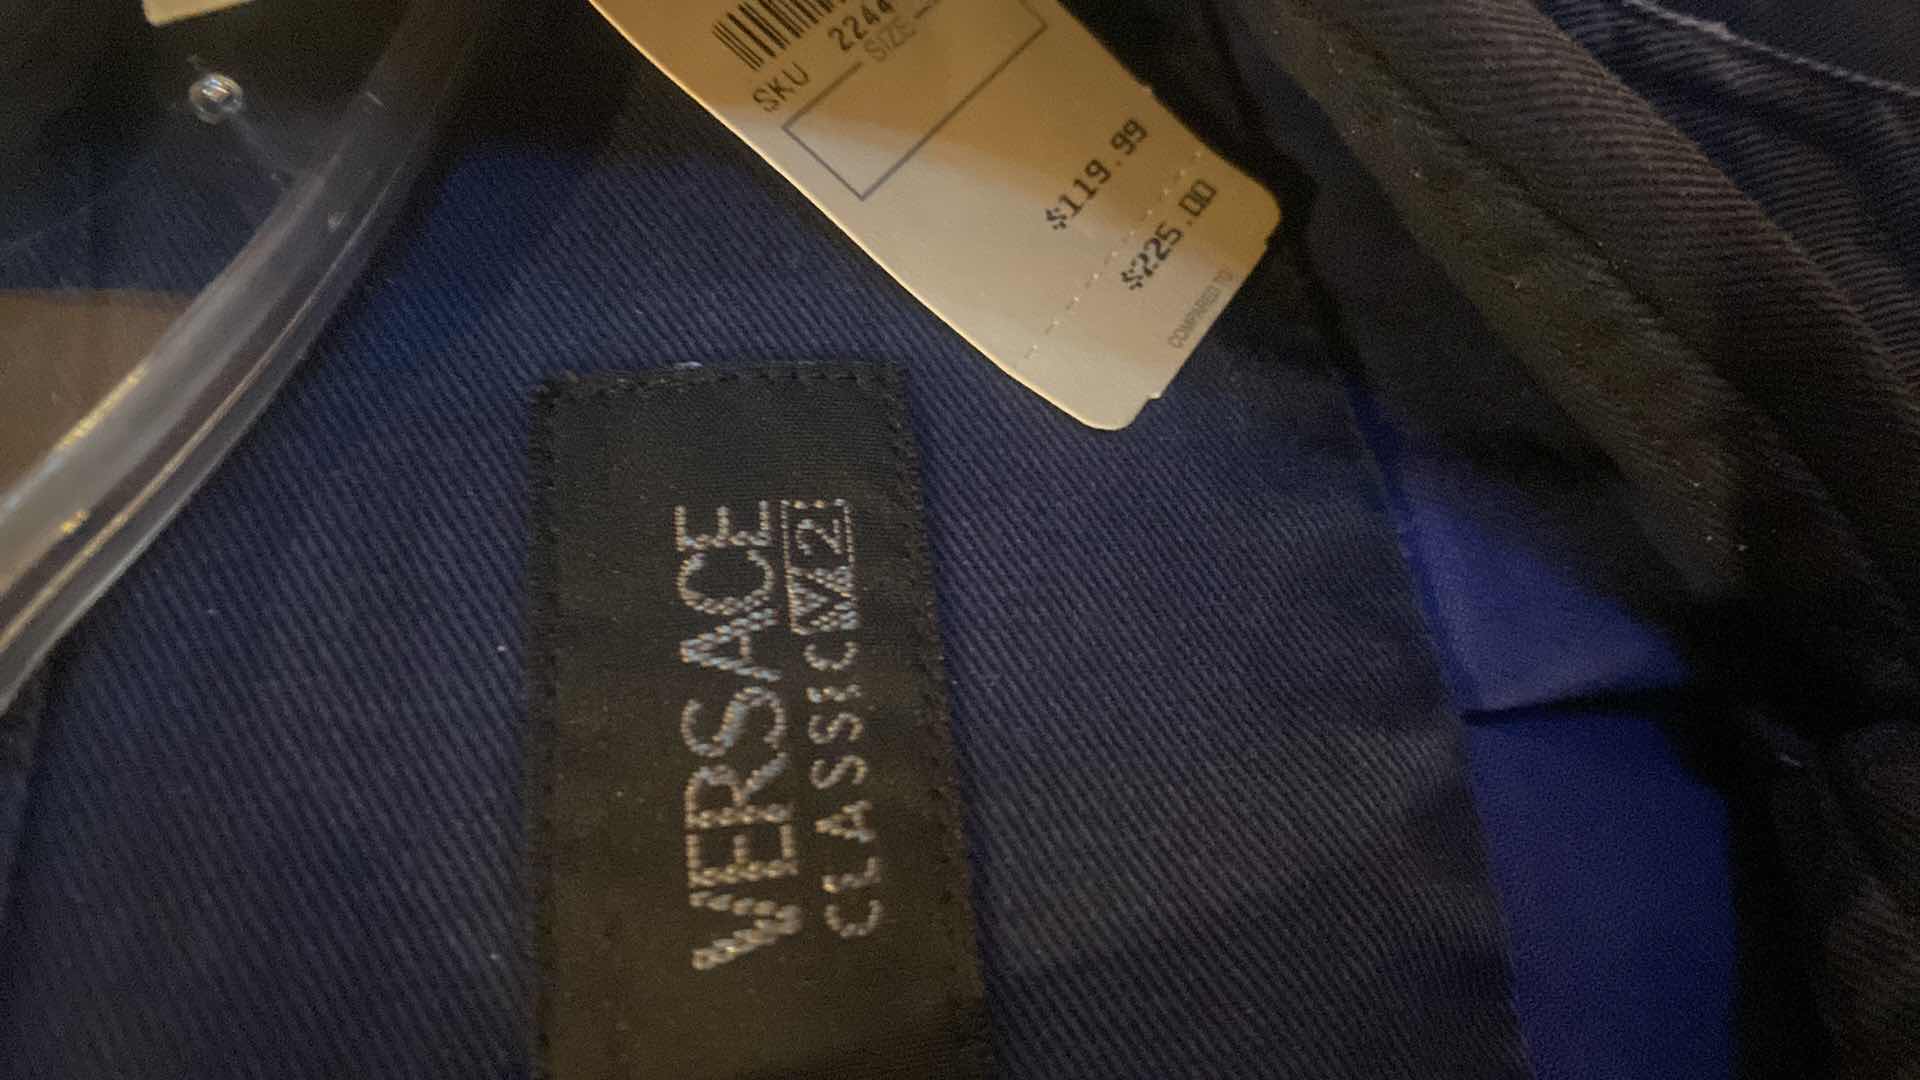 SKU 2244
SIZE
$119.99
$225.00
COMPARED TO
VERSACE
CLASSIC V2